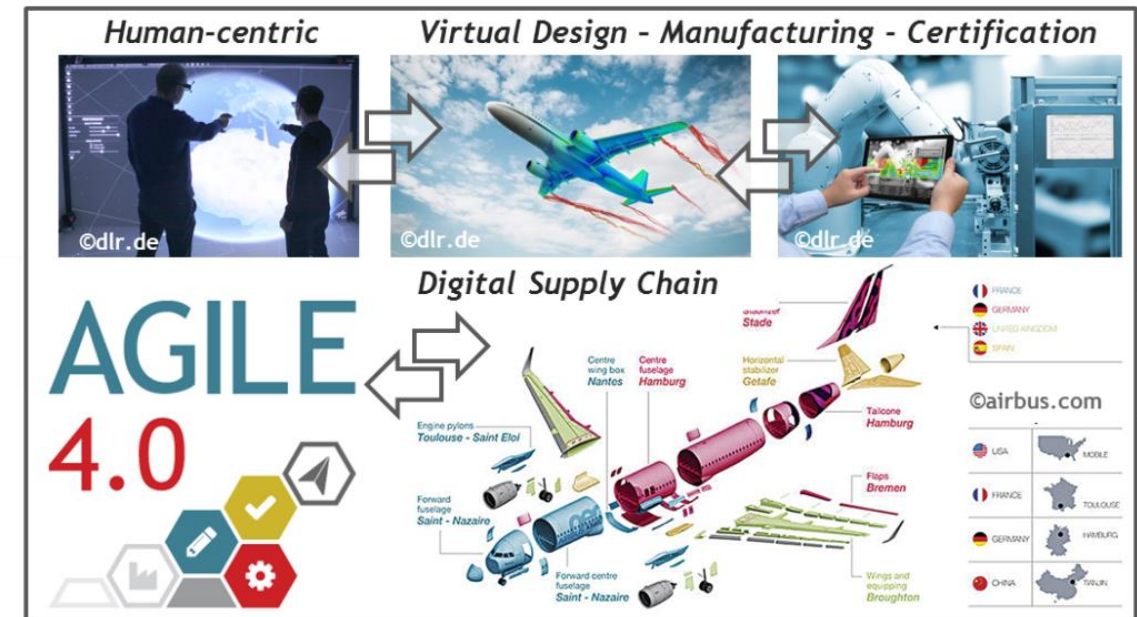 Human-centric
Virtual Design – Manufacturing - Certification
©dlr.de
©dlr.de
©dlr.de
AGILE
4.0
Digital Supply Chain
Stade
Centre
wing box
Nantes
Centre
fuselage
Hamburg
Horizontal
stabilizer
Getafe
Tailcone
Hamburg
Engine pylons
Toulouse - Saint Eloi
Flaps
Bremen
Forward
fuselage
Saint - Nazaire
Forward centre
fuselage
Saint - Nazaire
Wings and
equipping
Broughton
FRANCE
GERMANY
UNITED KINGDOM
SPAIN
©airbus.com
USA
MOBILE
FRANCE
TOULOUSE
GERMANY
HAMBURG
CHINA
TIANJIN